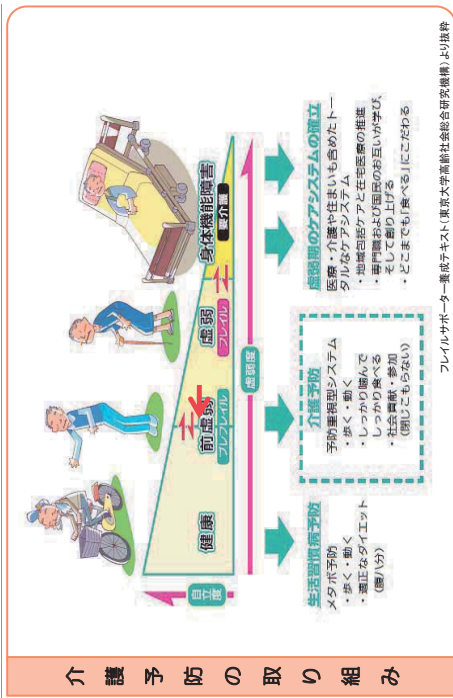 介護予防の取り組み
健康
前虚弱
プレフレイル
虚弱
フレイル
身体機能障害
要介護
自立度
虚弱度
生活習慣病予防
メタボ予防
・歩く・動く
・適正なダイエット
(腹八分)
介護予防
予防重視型システム
・歩く・動く
・しっかり噛んで
しっかり食べる
・社会貢献・参加
(閉じこもらない)
虚弱期のケアシステムの確立
医療・介護や住まいも含めたトー
タルなケアシステム
・地域包括ケアと在宅医療の推進
・専門職および国民のお互いが学び、
そして創り上げる
・どこまでも「食べる」にこだわる
フレイルサポーター養成テキスト(東京大学高齢社会総合研究機構)より抜粋